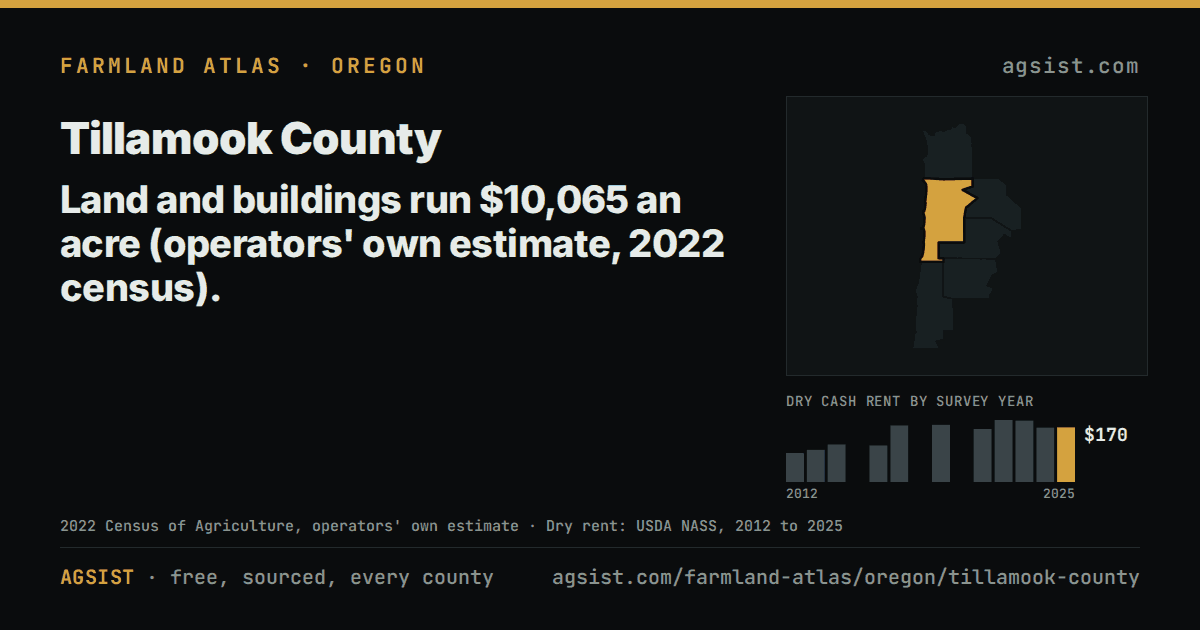 FARMLAND ATLAS · OREGON
agsist.com
Tillamook County
Land and buildings run $10,065 an
acre (operators' own estimate, 2022
census).
DRY CASH RENT BY SURVEY YEAR
$170
2012
2025
2022 Census of Agriculture, operators' own estimate · Dry rent: USDA NASS, 2012 to 2025
AGSIST · free, sourced, every county
agsist.com/farmland-atlas/oregon/tillamook-county